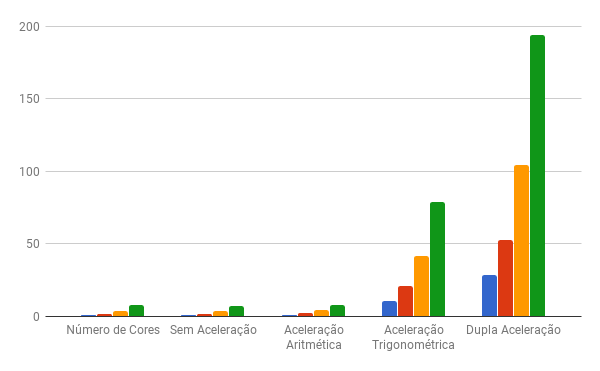 200
150
100
50
0
Número de Cores
Sem Aceleração
Aceleração
Aritmética
Aceleração
Trigonométrica
Dupla Aceleração